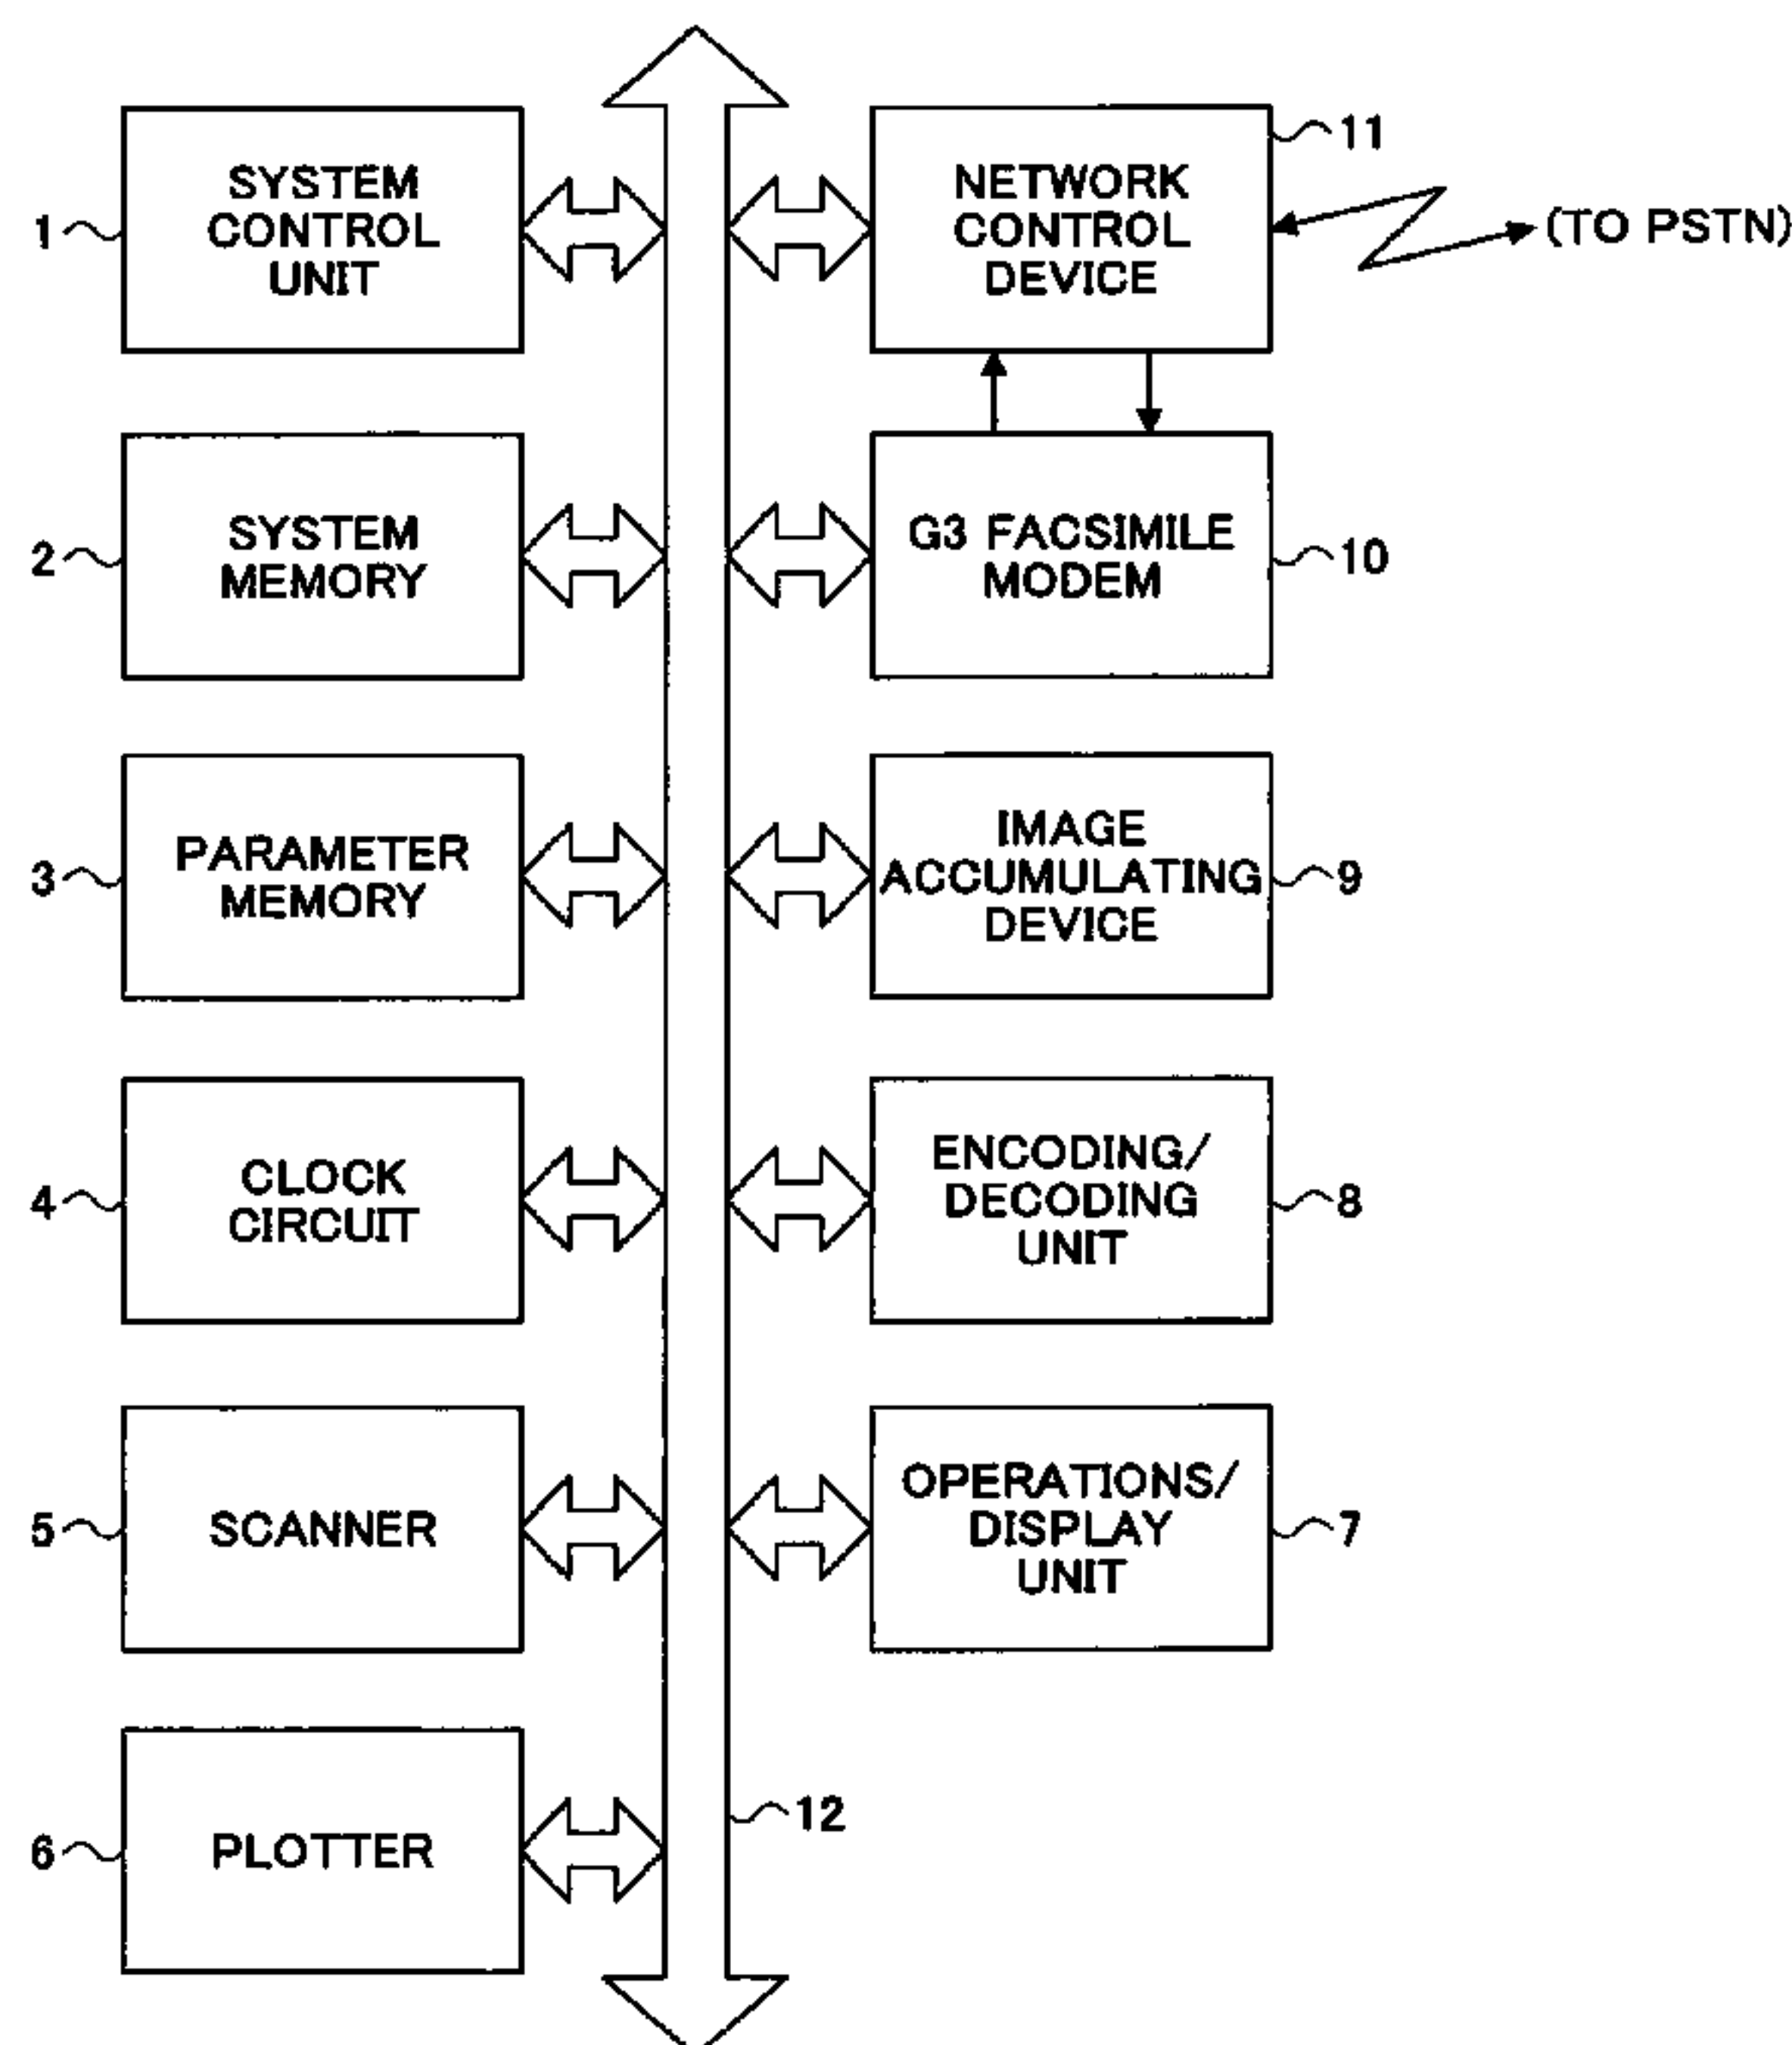 1
SYSTEM
CONTROL
UNIT
2
SYSTEM
MEMORY
3
PARAMETER
MEMORY
4
CLOCK
CIRCUIT
5
SCANNER
6
PLOTTER
NETWORK
CONTROL
DEVICE
11
(TO PSTN)
G3 FACSIMILE
MODEM
10
IMAGE
ACCUMULATING
DEVICE
9
ENCODING/
DECODING
UNIT
8
OPERATIONS/
DISPLAY
UNIT
7
12